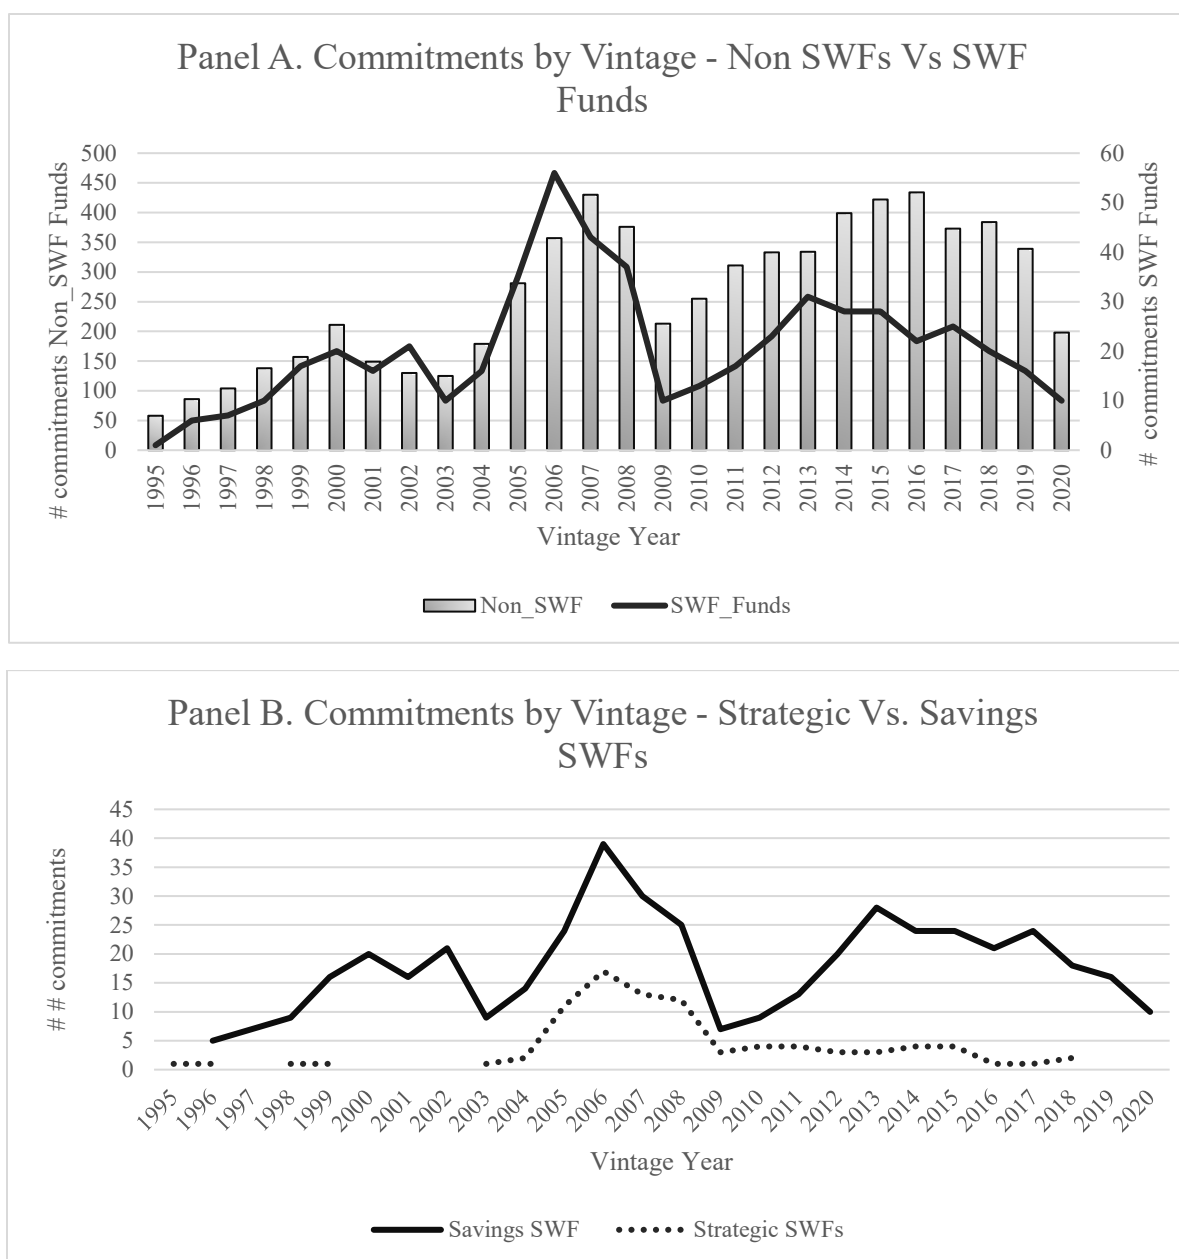 Panel A. Commitments by Vintage - Non SWFs Vs SWF
Funds
# commitments Non_SWF Funds
500
450
400
350
300
250
200
150
100
50
0
60
50
40
30
20
10
0
# commitments SWF Funds
1995 1996 1997 1998 1999 2000 2001 2002 2003 2004 2005 2006 2007 2008 2009 2010 2011 2012 2013 2014 2015 2016 2017 2018 2019 2020
Vintage Year
Non_SWF SWF_Funds
Panel B. Commitments by Vintage - Strategic Vs. Savings
SWFs
# # commitments
45
40
35
30
25
20
15
10
5
0
1995 1996 1997 1998 1999 2000 2001 2002 2003 2004 2005 2006 2007 2008 2009 2010 2011 2012 2013 2014 2015 2016 2017 2018 2019 2020
Vintage Year
Savings SWF Strategic SWFs